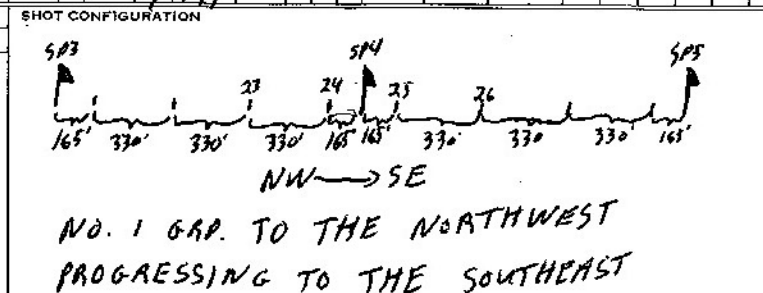 SHOT CONFIGURATION
SP3 SP4 SP5
23 24 25 26
165' 330' 330' 330' 165' 165' 330' 330 330' 165'
NW → SE
NO. 1 GRP. TO THE NORTHWEST
PROGRESSING TO THE SOUTHEAST